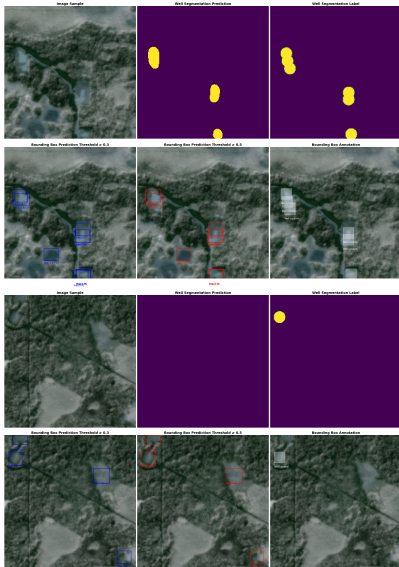 Image Sample
Well Segmentation Prediction
Well Segmentation Label
Bounding Box Prediction Threshold ≥ 0.3
Bounding Box Prediction Threshold ≥ 0.5
Bounding Box Annotation
Image Sample
Well Segmentation Prediction
Well Segmentation Label
Bounding Box Prediction Threshold ≥ 0.3
Bounding Box Prediction Threshold ≥ 0.5
Bounding Box Annotation